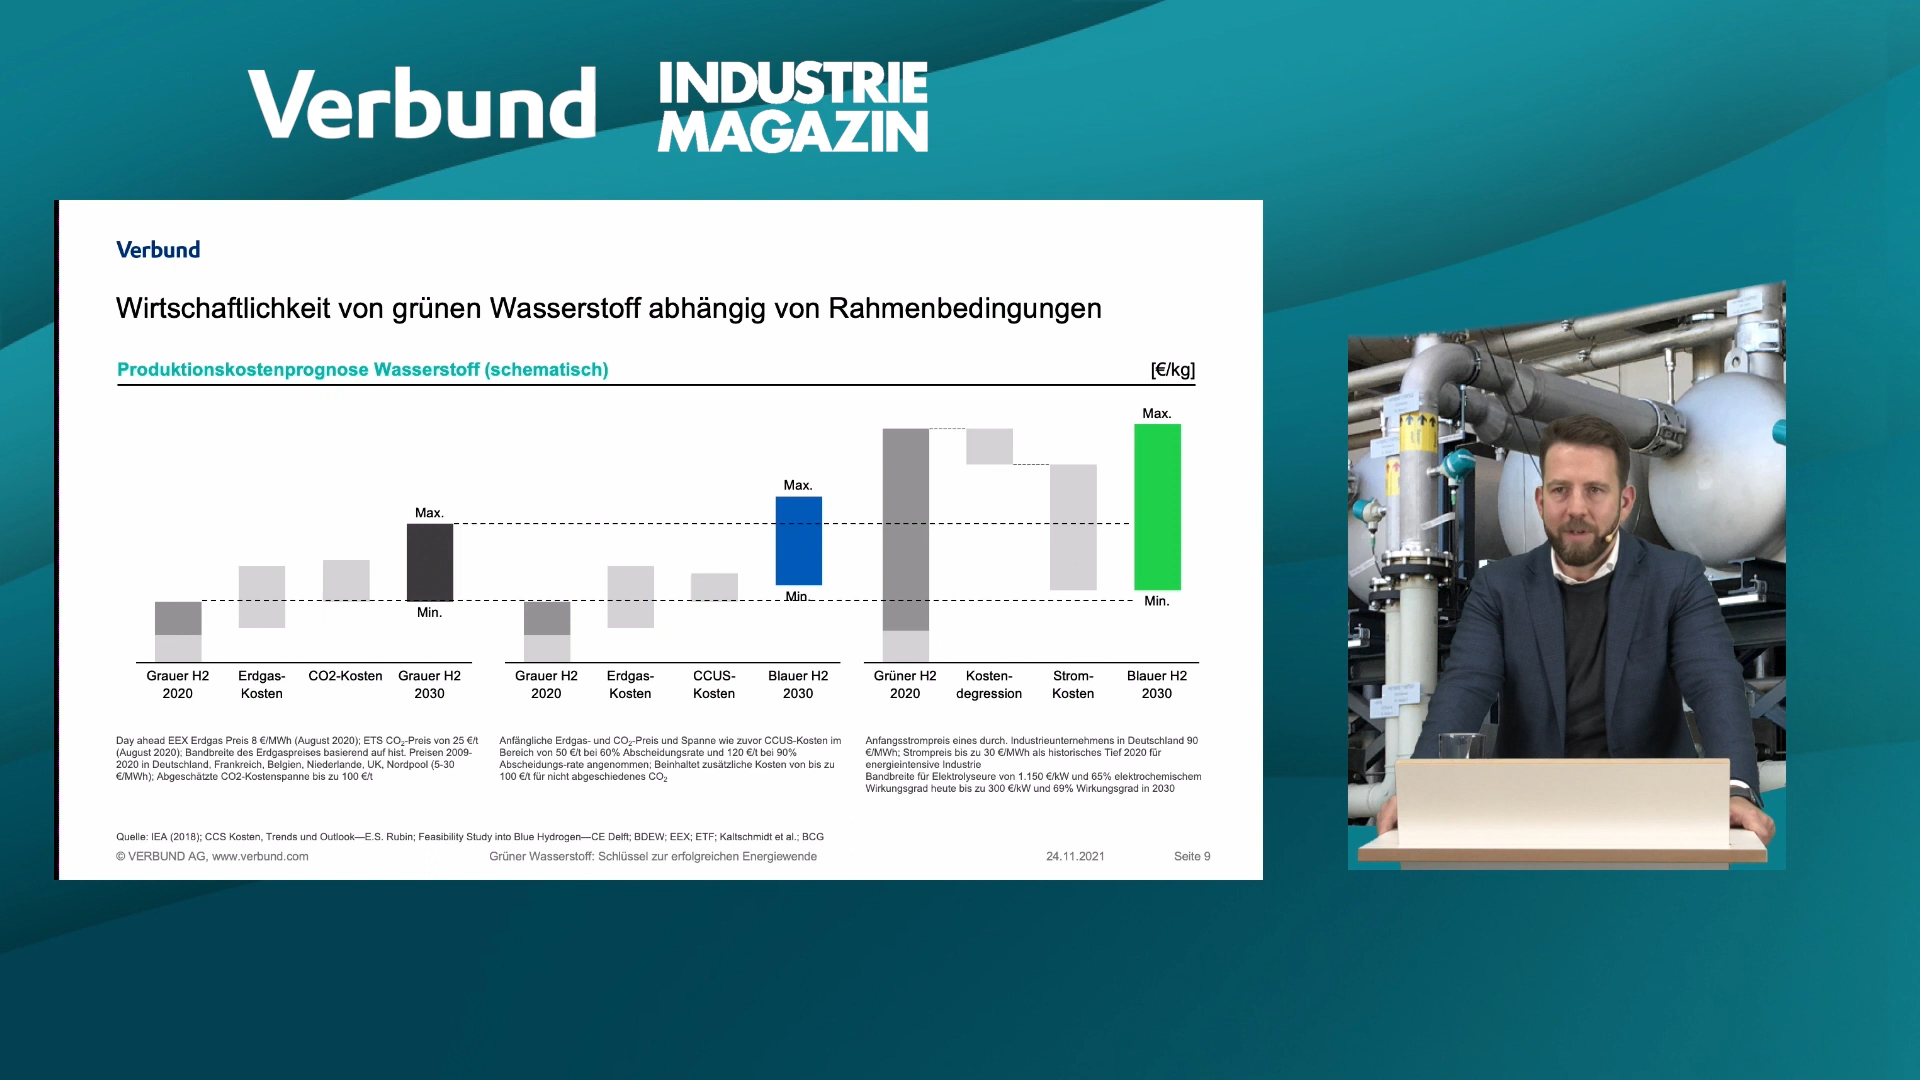 Verbund
INDUSTRIE
MAGAZIN
Verbund
Wirtschaftlichkeit von grünen Wasserstoff abhängig von Rahmenbedingungen
Produktionskostenprognose Wasserstoff (schematisch)
[€/kg]
Max.
Min.
Grauer H2
2020
Erdgas-
Kosten
CO2-Kosten
Grauer H2
2030
Max.
Min.
Grauer H2
2020
Erdgas-
Kosten
CCUS-
Kosten
Blauer H2
2030
Max.
Min.
Grüner H2
2020
Kosten-
degression
Strom-
Kosten
Blauer H2
2030
Day ahead EEX Erdgas Preis 8 €/MWh (August 2020); ETS CO₂-Preis von 25 €/t
(August 2020); Bandbreite des Erdgaspreises basierend auf hist. Preisen 2009-
2020 in Deutschland, Frankreich, Belgien, Niederlande, UK, Nordpool (5-30
€/MWh); Abgeschätzte CO2-Kostenspanne bis zu 100 €/t
Anfängliche Erdgas- und CO₂-Preis und Spanne wie zuvor CCUS-Kosten im
Bereich von 50 €/t bei 60% Abscheidungsrate und 120 €/t bei 90%
Abscheidungs-rate angenommen; Beinhaltet zusätzliche Kosten von bis zu
100 €/t für nicht abgeschiedenes CO₂
Anfangsstrompreis eines durch. Industrieunternehmens in Deutschland 90
€/MWh; Strompreis bis zu 30 €/MWh als historisches Tief 2020 für
energieintensive Industrie
Bandbreite für Elektrolyseure von 1.150 €/kW und 65% elektrochemischem
Wirkungsgrad heute bis zu 300 €/kW und 69% Wirkungsgrad in 2030
Quelle: IEA (2018); CCS Kosten, Trends und Outlook—E.S. Rubin; Feasibility Study into Blue Hydrogen—CE Delft; BDEW; EEX; ETF; Kaltschmidt et al.; BCG
© VERBUND AG, www.verbund.com
Grüner Wasserstoff: Schlüssel zur erfolgreichen Energiewende
24.11.2021
Seite 9